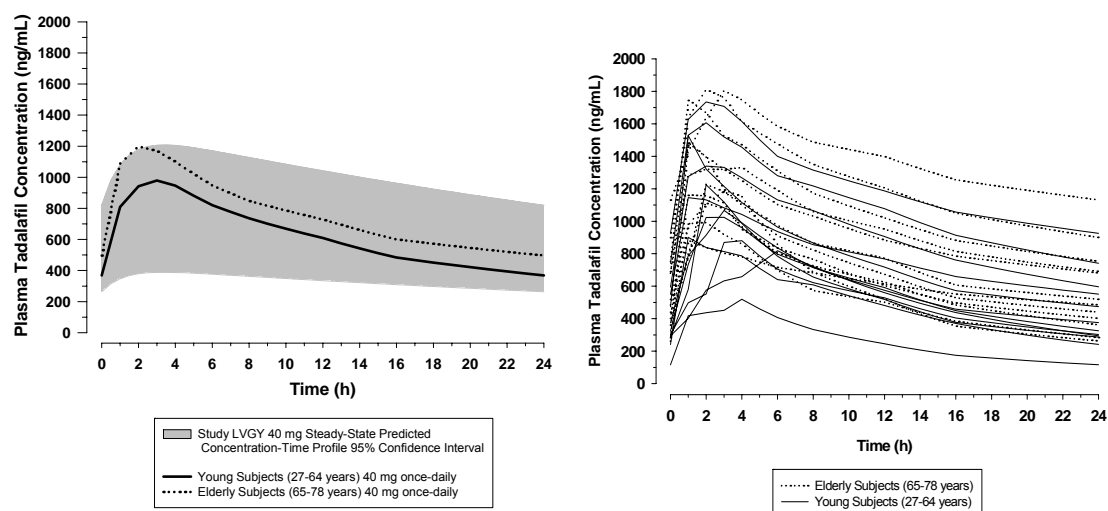 Plasma Tadalafil Concentration (ng/mL)
2000
1800
1600
1400
1200
1000
800
600
400
200
0
0 2 4 6 8 10 12 14 16 18 20 22 24
Time (h)
Study LVGY 40 mg Steady-State Predicted
Concentration-Time Profile 95% Confidence Interval
Young Subjects (27-64 years) 40 mg once-daily
Elderly Subjects (65-78 years) 40 mg once-daily
Plasma Tadalafil Concentration (ng/mL)
2000
1800
1600
1400
1200
1000
800
600
400
200
0
0 2 4 6 8 10 12 14 16 18 20 22 24
Time (h)
Elderly Subjects (65-78 years)
Young Subjects (27-64 years)